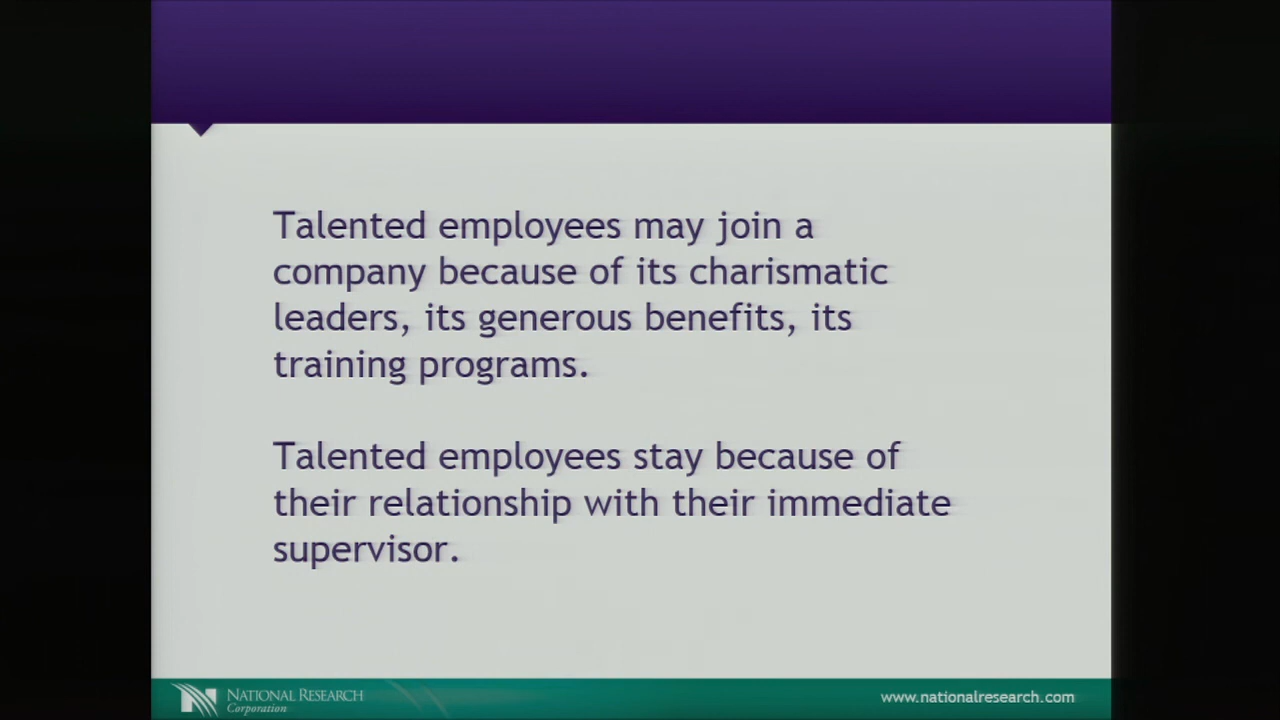 Talented employees may join a
company because of its charismatic
leaders, its generous benefits, its
training programs.
Talented employees stay because of
their relationship with their immediate
supervisor.
NATIONAL RESEARCH
Corporation
www.nationalresearch.com